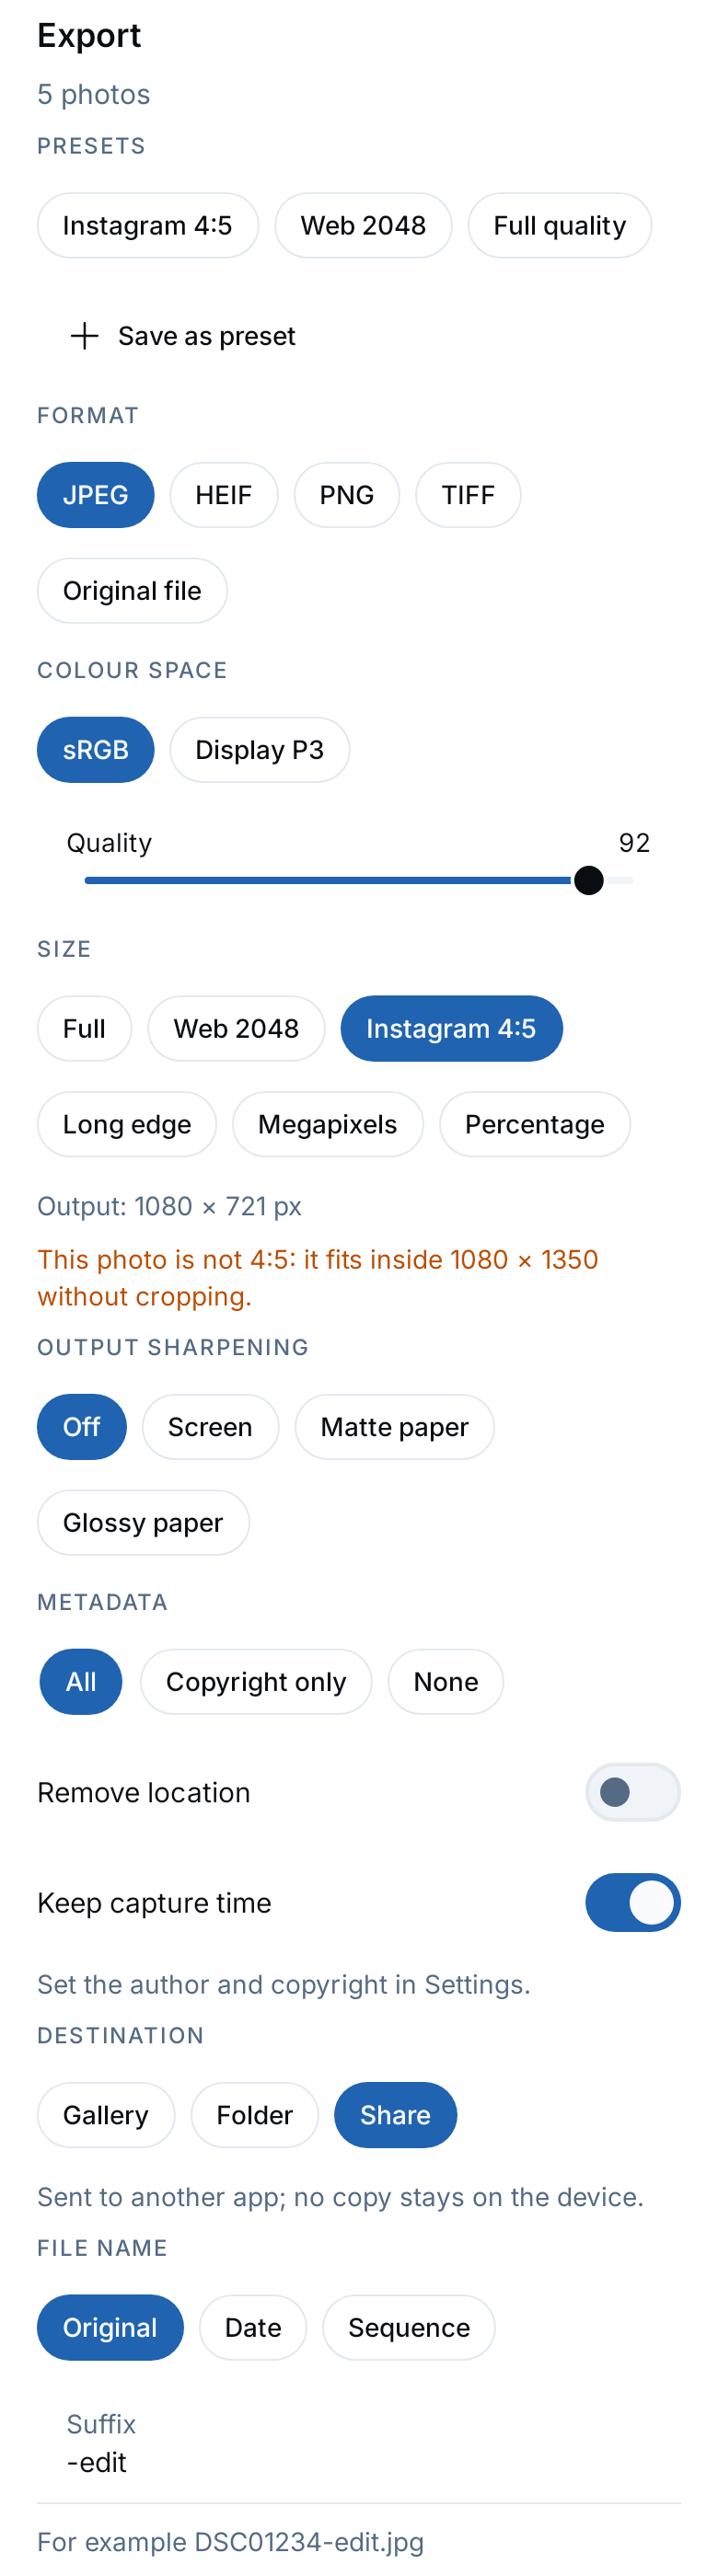 Export
5 photos
PRESETS
Instagram 4:5 Web 2048 Full quality
Save as preset
FORMAT
JPEG HEIF PNG TIFF
Original file
COLOUR SPACE
sRGB Display P3
Quality 92
SIZE
Full Web 2048 Instagram 4:5
Long edge Megapixels Percentage
Output: 1080 × 721 px
This photo is not 4:5: it fits inside 1080 × 1350
without cropping.
OUTPUT SHARPENING
Off Screen Matte paper
Glossy paper
METADATA
All Copyright only None
Remove location
Keep capture time
Set the author and copyright in Settings.
DESTINATION
Gallery Folder Share
Sent to another app; no copy stays on the device.
FILE NAME
Original Date Sequence
Suffix
-edit
For example DSC01234-edit.jpg